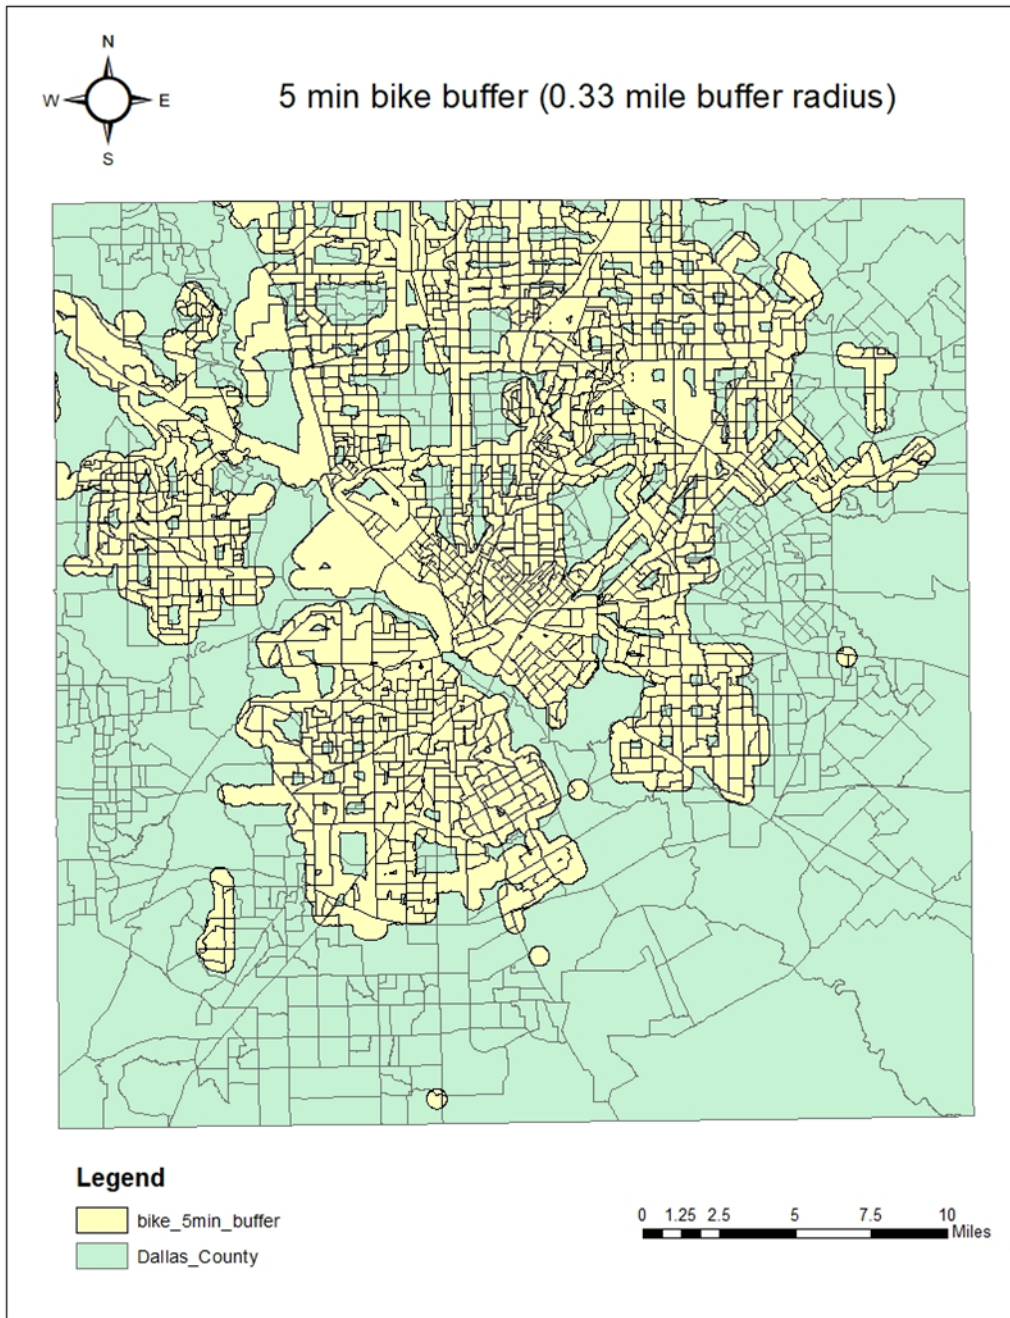 N
W E
S
5 min bike buffer (0.33 mile buffer radius)
Legend
bike_5min_buffer
Dallas_County
0 1.25 2.5 5 7.5 10
Miles